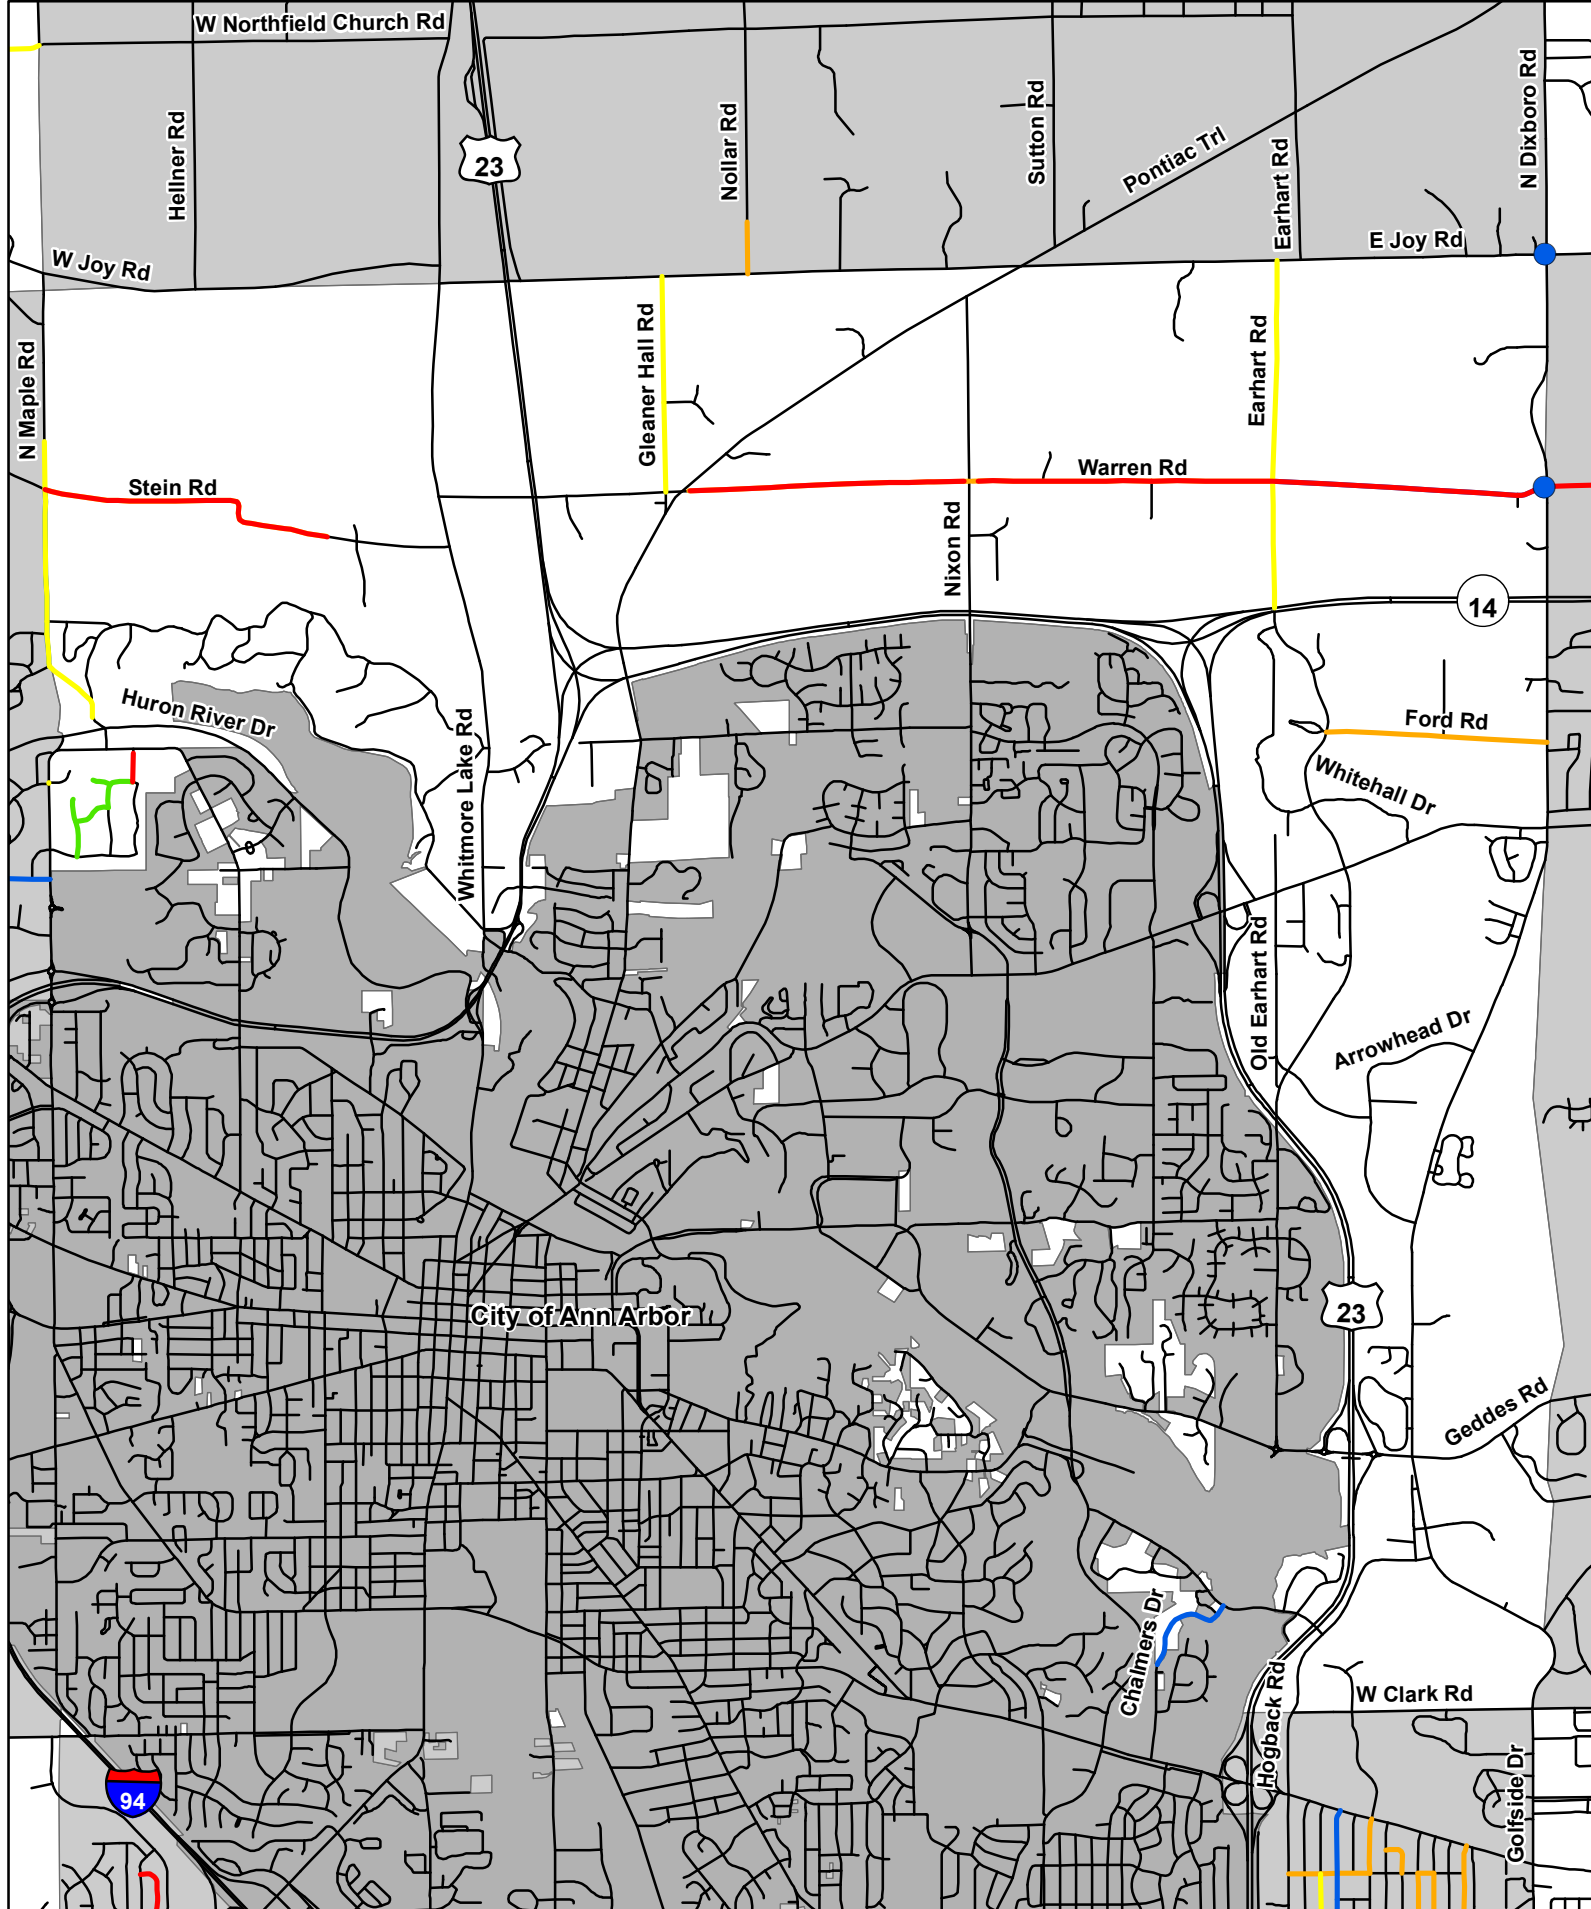 W Northfield Church Rd
Hellner Rd
23
Nollar Rd
Sutton Rd
Pontiac Trl
Earhart Rd
N Dixboro Rd
E Joy Rd
W Joy Rd
N Maple Rd
Gleaner Hall Rd
Earhart Rd
Stein Rd
Warren Rd
Nixon Rd
14
Huron River Dr
Whitmore Lake Rd
Ford Rd
Whitehall Dr
Old Earhart Rd
Arrowhead Dr
City of Ann Arbor
23
Geddes Rd
Chalmers Dr
Hogback Rd
W Clark Rd
Golfside Dr
94